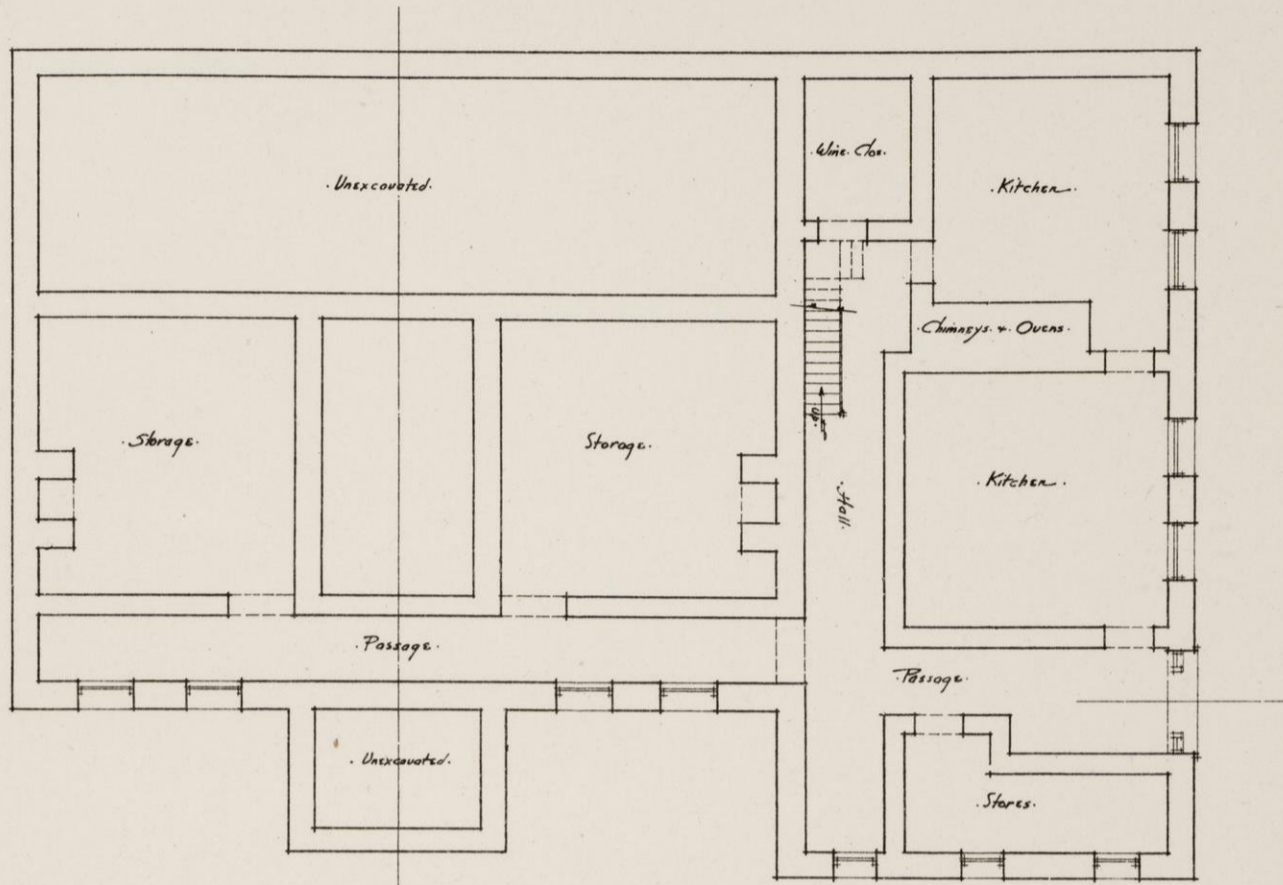 .Unexcavated.
.Wine.Clos.
.Kitchen.
.Chimneys.&.Ovens.
.Storage.
.Storage.
.Up.
.Hall.
.Kitchen.
.Passage.
.Passage.
.Unexcavated.
.Stores.